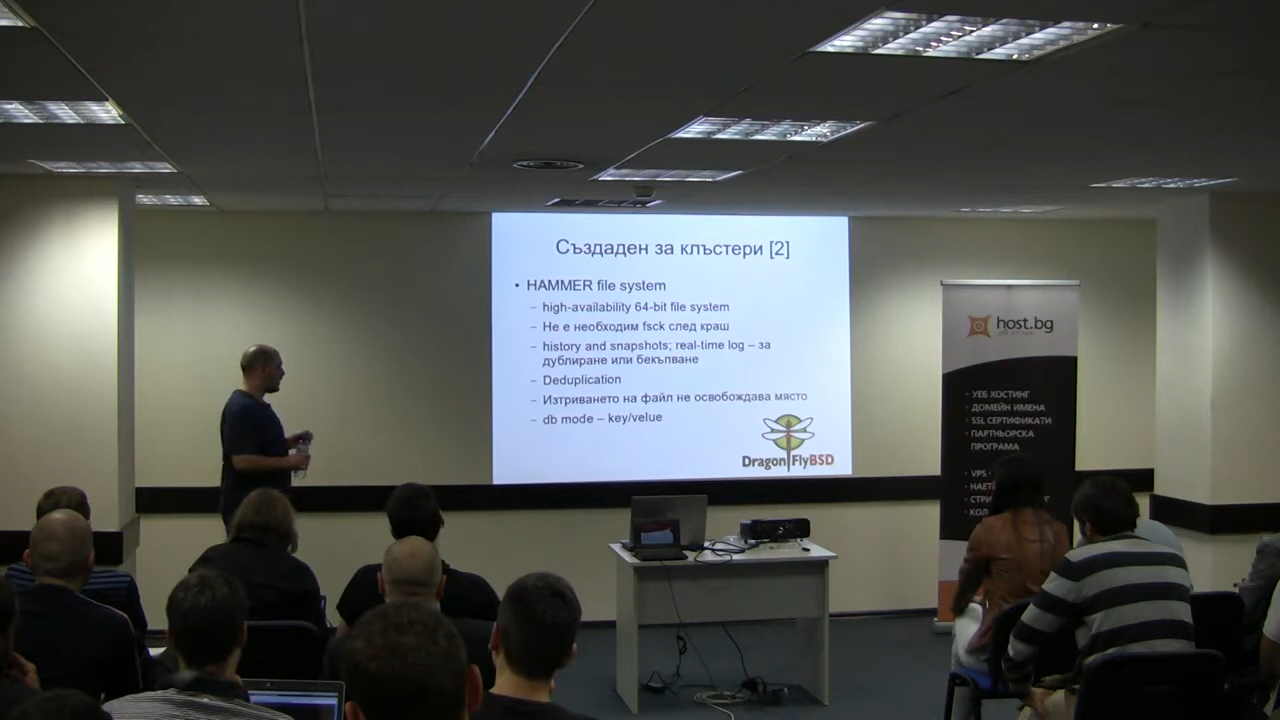 Създаден за клъстери [2]
• HAMMER file system
– high-availability 64-bit file system
– Не е необходим fsck след краш
– history and snapshots; real-time log – за
дублиране или бекъпване
– Deduplication
– Изтриването на файл не освобождава място
– db mode – key/velue
DragonFlyBSD
host.bg
• УЕБ ХОСТИНГ
• ДОМЕЙН ИМЕНА
• SSL СЕРТИФИКАТИ
• ПАРТНЬОРСКА
ПРОГРАМА
• VPS